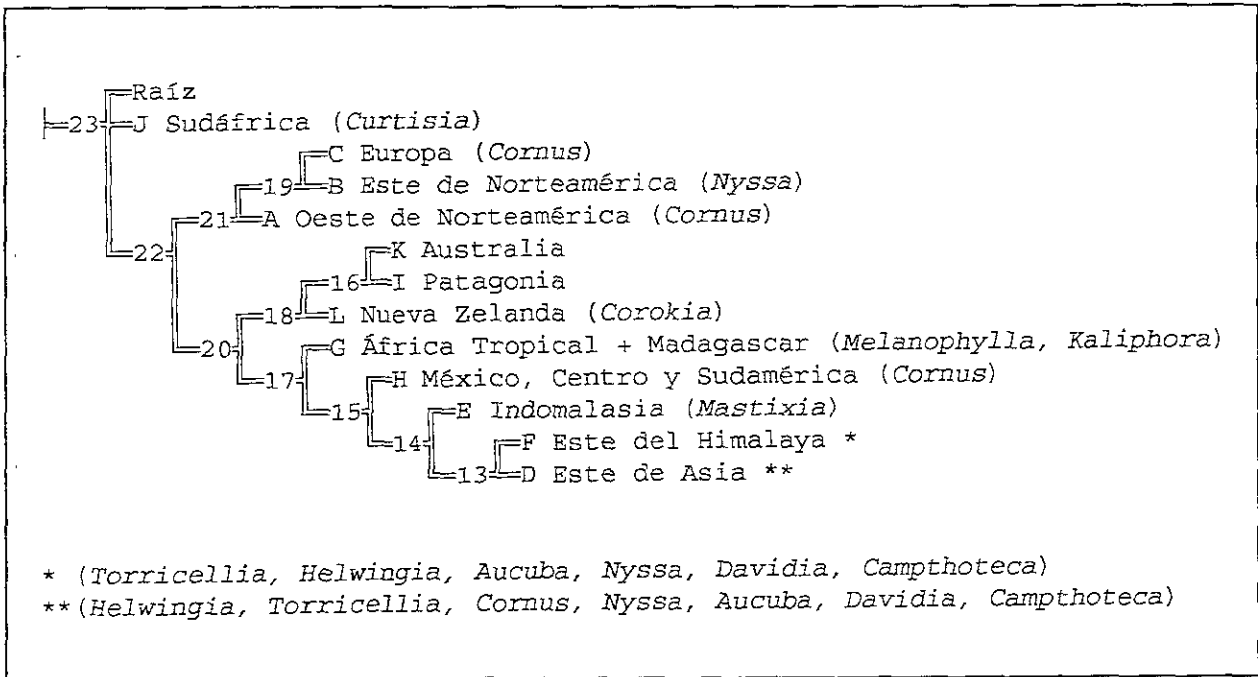 Raíz
23 J Sudáfrica (Curtisia)
C Europa (Cornus)
19 B Este de Norteamérica (Nyssa)
21 A Oeste de Norteamérica (Cornus)
22 K Australia
16 I Patagonia
18 L Nueva Zelanda (Corokia)
20 G África Tropical + Madagascar (Melanophylla, Kaliphora)
17 H México, Centro y Sudamérica (Cornus)
15 E Indomalasia (Mastixia)
14 F Este del Himalaya *
13 D Este de Asia **
* (Torricellia, Helwingia, Aucuba, Nyssa, Davidia, Campthoteca)
** (Helwingia, Torricellia, Cornus, Nyssa, Aucuba, Davidia, Campthoteca)